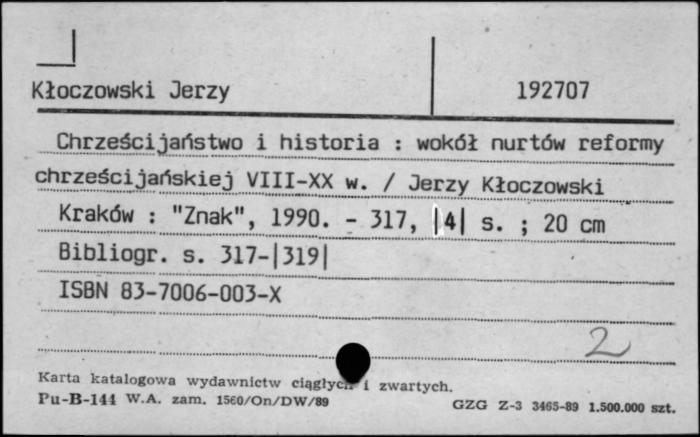 Kłoczowski Jerzy 192707
Chrześcijaństwo i historia : wokół nurtów reformy
chrześcijańskiej VIII-XX w. / Jerzy Kłoczowski
Kraków : "Znak", 1990. - 317, |4| s. ; 20 cm
Bibliogr. s. 317-|319|
ISBN 83-7006-003-X
2
Karta katalogowa wydawnictw ciągłych i zwartych.
Pu-B-144 W.A. zam. 1560/On/DW/89 GZG Z-3 3465-89 1.500.000 szt.